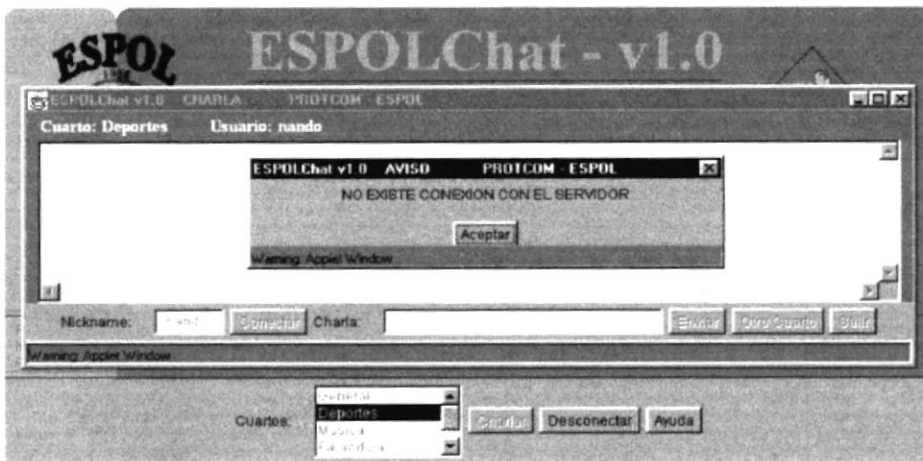 ESPOL
ESPOLChat - v1.0
ESPOLChat v1.0 CHARLA PROTCOM - ESPOL
Cuarto: Deportes Usuario: nando
ESPOLChat v1.0 AVISO PROTCOM - ESPOL
NO EXISTE CONEXION CON EL SERVIDOR
Aceptar
Warning: Applet Window
Nickname: Conectar Charla: Enviar Otro Cuarto Salir
Warning: Applet Window
General
Cuartos: Deportes Desconectar Ayuda
Musica